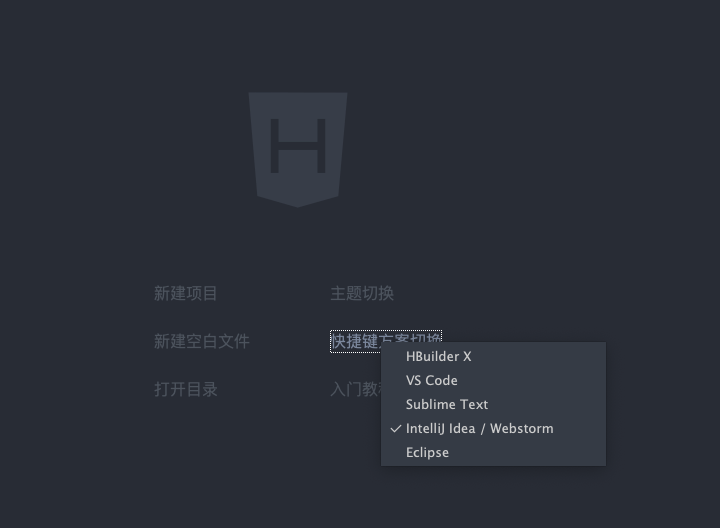 H
新建项目
主题切换
新建空白文件
快捷键方案切换
打开目录
入门教
HBuilder X
VS Code
Sublime Text
IntelliJ Idea / Webstorm
Eclipse